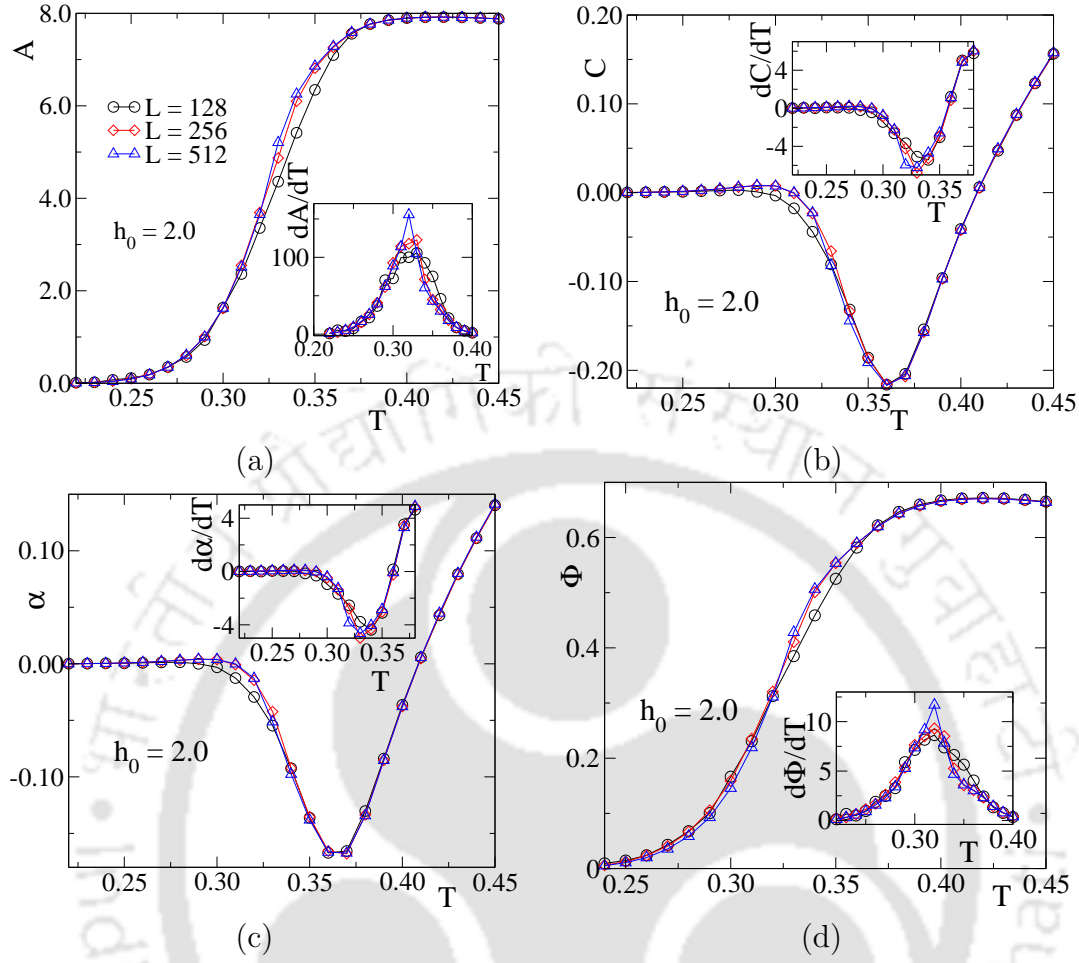 8.0
6.0
4.0
2.0
0.0
A
L = 128
L = 256
L = 512
h0 = 2.0
dA/dT
100
0
0.20 0.30 0.40
T
0.25 0.30 0.35 0.40 0.45
T
(a)
0.20
0.10
0.00
-0.10
-0.20
C
dC/dT
4
0
-4
0.25 0.30 0.35
T
h0 = 2.0
0.25 0.30 0.35 0.40 0.45
T
(b)
0.10
0.00
-0.10
α
dα/dT
4
0
-4
0.25 0.30 0.35
T
h0 = 2.0
0.25 0.30 0.35 0.40 0.45
T
(c)
0.6
0.4
0.2
0
Φ
h0 = 2.0
dΦ/dT
10
5
0
0.30 0.40
T
0.25 0.30 0.35 0.40 0.45
T
(d)